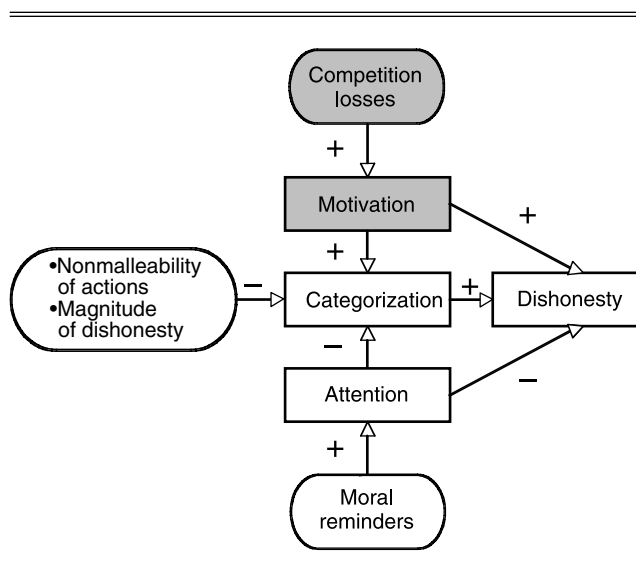 Competition
losses
+
Motivation
+
+
•Nonmalleability
of actions
•Magnitude
of dishonesty
−
Categorization
+
Dishonesty
−
Attention
−
+
Moral
reminders